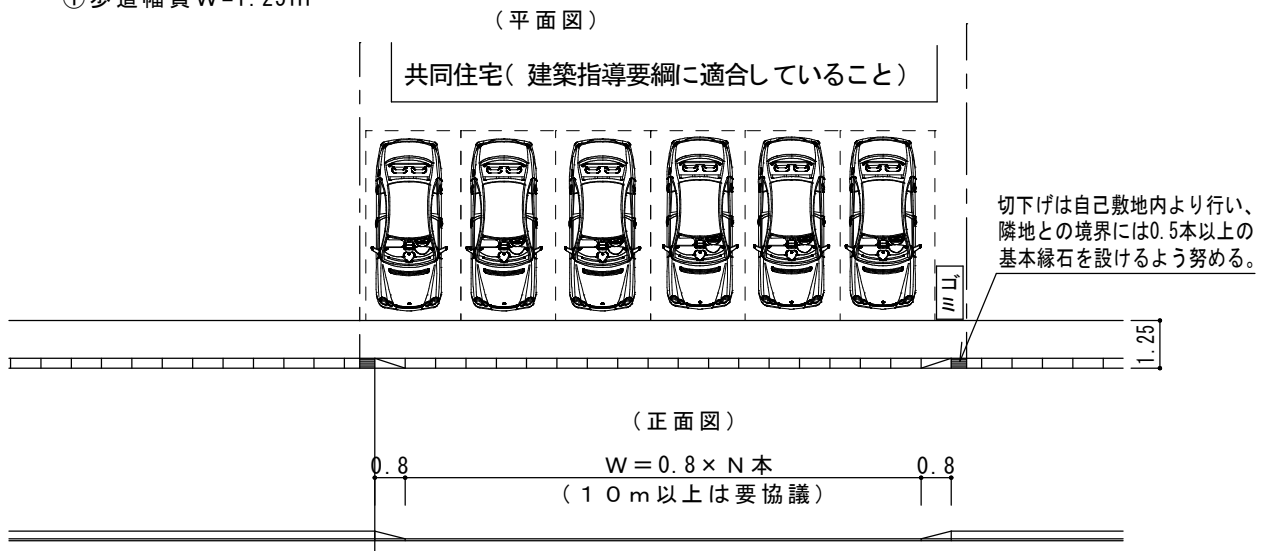 ①歩道幅員W=1.25m
(平面図)
共同住宅(建築指導要綱に適合していること)
切下げは自己敷地内より行い、
隣地との境界には0.5本以上の
基本縁石を設けるよう努める。
ゴミ
1.25
(正面図)
0.8 W=0.8×N本 0.8
(10m以上は要協議)